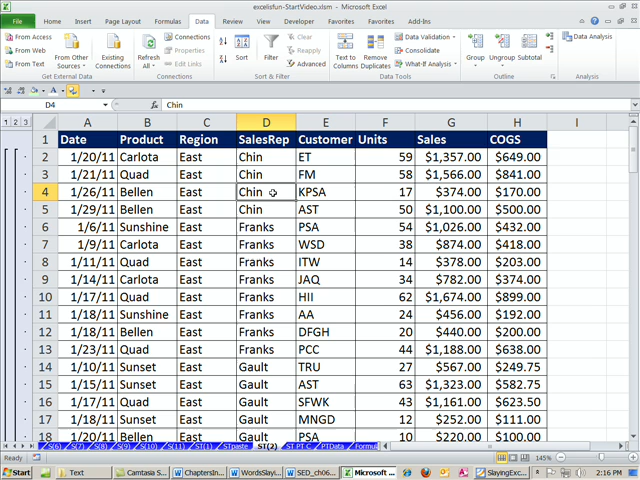 excelisfun-StartVideo.xlsm - Microsoft Excel
File Home Insert Page Layout Formulas Data Review View Developer Favorites Add-Ins
From Access
From Web
From Text
From Other Sources
Existing Connections
Get External Data
Refresh All
Connections
Properties
Edit Links
Connections
Sort
Filter
Clear
Reapply
Advanced
Sort & Filter
Text to Columns
Remove Duplicates
Data Validation
Consolidate
What-If Analysis
Data Tools
Group
Ungroup
Subtotal
Outline
Data Analysis
Analysis
D4 fx Chin
1 2 3 A B C D E F G H I
1 Date Product Region SalesRep Customer Units Sales COGS
2 1/20/11 Carlota East Chin ET 59 $1,357.00 $649.00
3 1/21/11 Quad East Chin FM 58 $1,566.00 $841.00
4 1/26/11 Bellen East Chin KPSA 17 $374.00 $170.00
5 1/29/11 Bellen East Chin AST 50 $1,100.00 $500.00
6 1/6/11 Sunshine East Franks PSA 54 $1,026.00 $432.00
7 1/9/11 Carlota East Franks WSD 38 $874.00 $418.00
8 1/11/11 Quad East Franks ITW 14 $378.00 $203.00
9 1/14/11 Carlota East Franks JAQ 34 $782.00 $374.00
10 1/17/11 Quad East Franks HII 62 $1,674.00 $899.00
11 1/18/11 Sunshine East Franks AA 24 $456.00 $192.00
12 1/18/11 Bellen East Franks DFGH 20 $440.00 $200.00
13 1/23/11 Quad East Franks PCC 44 $1,188.00 $638.00
14 1/10/11 Sunset East Gault TRU 27 $567.00 $249.75
15 1/15/11 Sunset East Gault AST 63 $1,323.00 $582.75
16 1/17/11 Quad East Gault SFWK 43 $1,161.00 $623.50
17 1/18/11 Sunset East Gault MNGD 12 $252.00 $111.00
18 1/20/11 Bellen East Gault PSA 10 $220.00 $100.00
S(6) S(7) S(8) S(9) S(10) S(11) ST(1) STpaste ST(2) ST PT C PTData Formul
Ready 145%
Start Text Camtasia S ChaptersIn WordsSlayi SED_ch06 Microsoft SlayingExc 2:16 PM